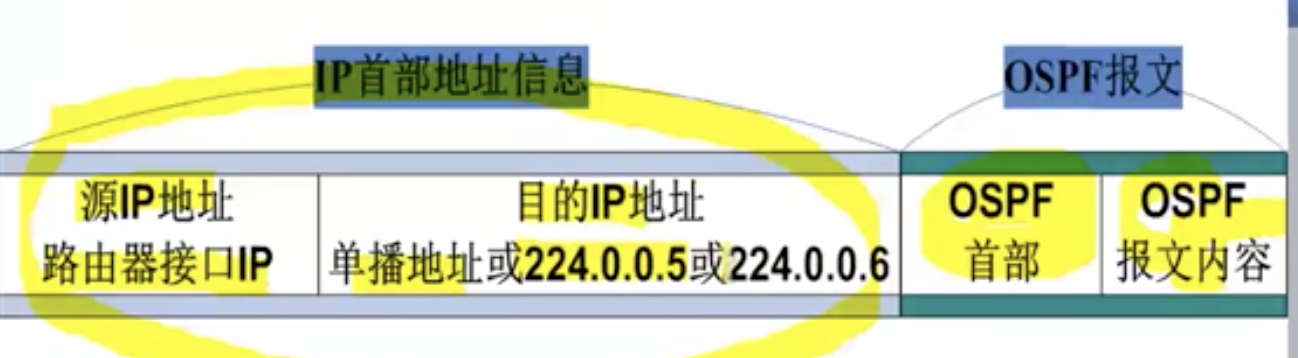 IP首部地址信息
OSPF报文
源IP地址
路由器接口IP
目的IP地址
单播地址或224.0.0.5或224.0.0.6
OSPF
首部
OSPF
报文内容